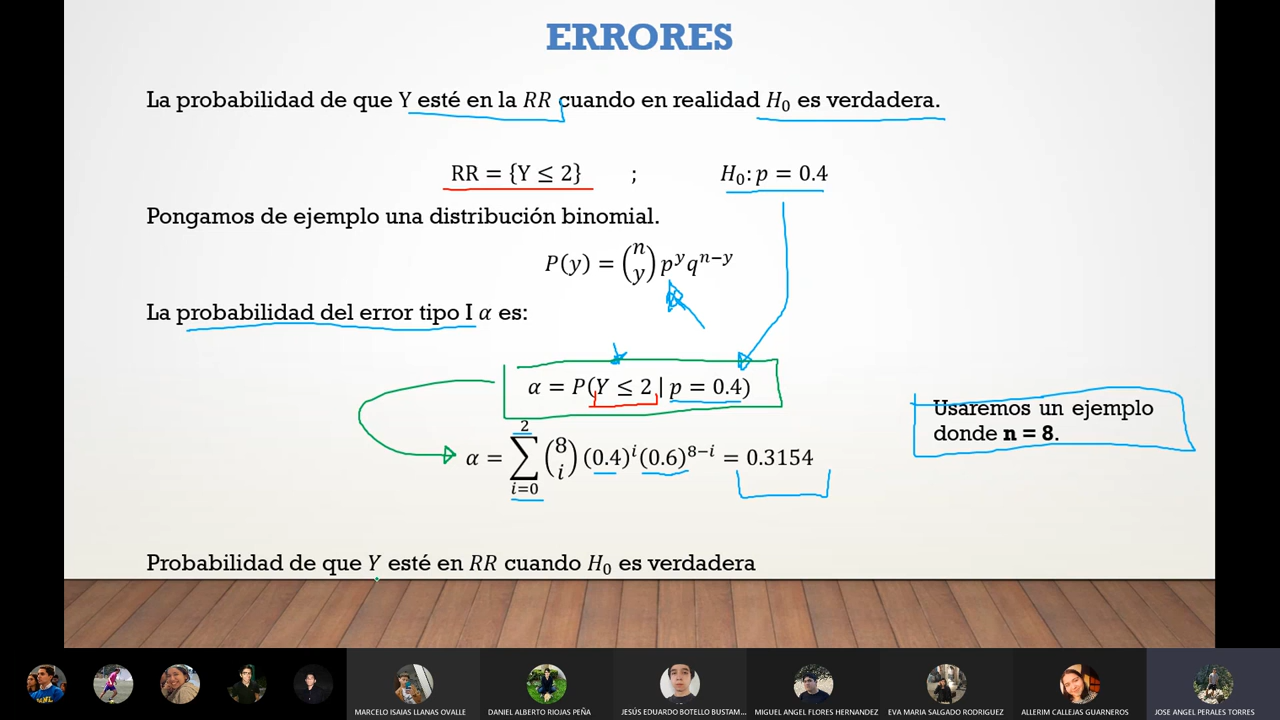 ERRORES
La probabilidad de que Y esté en la RR cuando en realidad H₀ es verdadera.
RR = {Y ≤ 2} ; H₀: p = 0.4
Pongamos de ejemplo una distribución binomial.
P(y) = (n y) p^y q^(n−y)
La probabilidad del error tipo I α es:
α = P(Y ≤ 2 | p = 0.4)
Usaremos un ejemplo
donde n = 8.
α = ∑_{i=0}^{2} (8 i) (0.4)^i (0.6)^(8−i) = 0.3154
Probabilidad de que Y esté en RR cuando H₀ es verdadera
MARCELO ISAIAS LLANAS OVALLE
DANIEL ALBERTO RIOJAS PEÑA
JESÚS EDUARDO BOTELLO BUSTAM...
MIGUEL ANGEL FLORES HERNANDEZ
EVA MARIA SALGADO RODRIGUEZ
ALLERIM CALLEJAS GUARNEROS
JOSE ANGEL PERALES TORRES